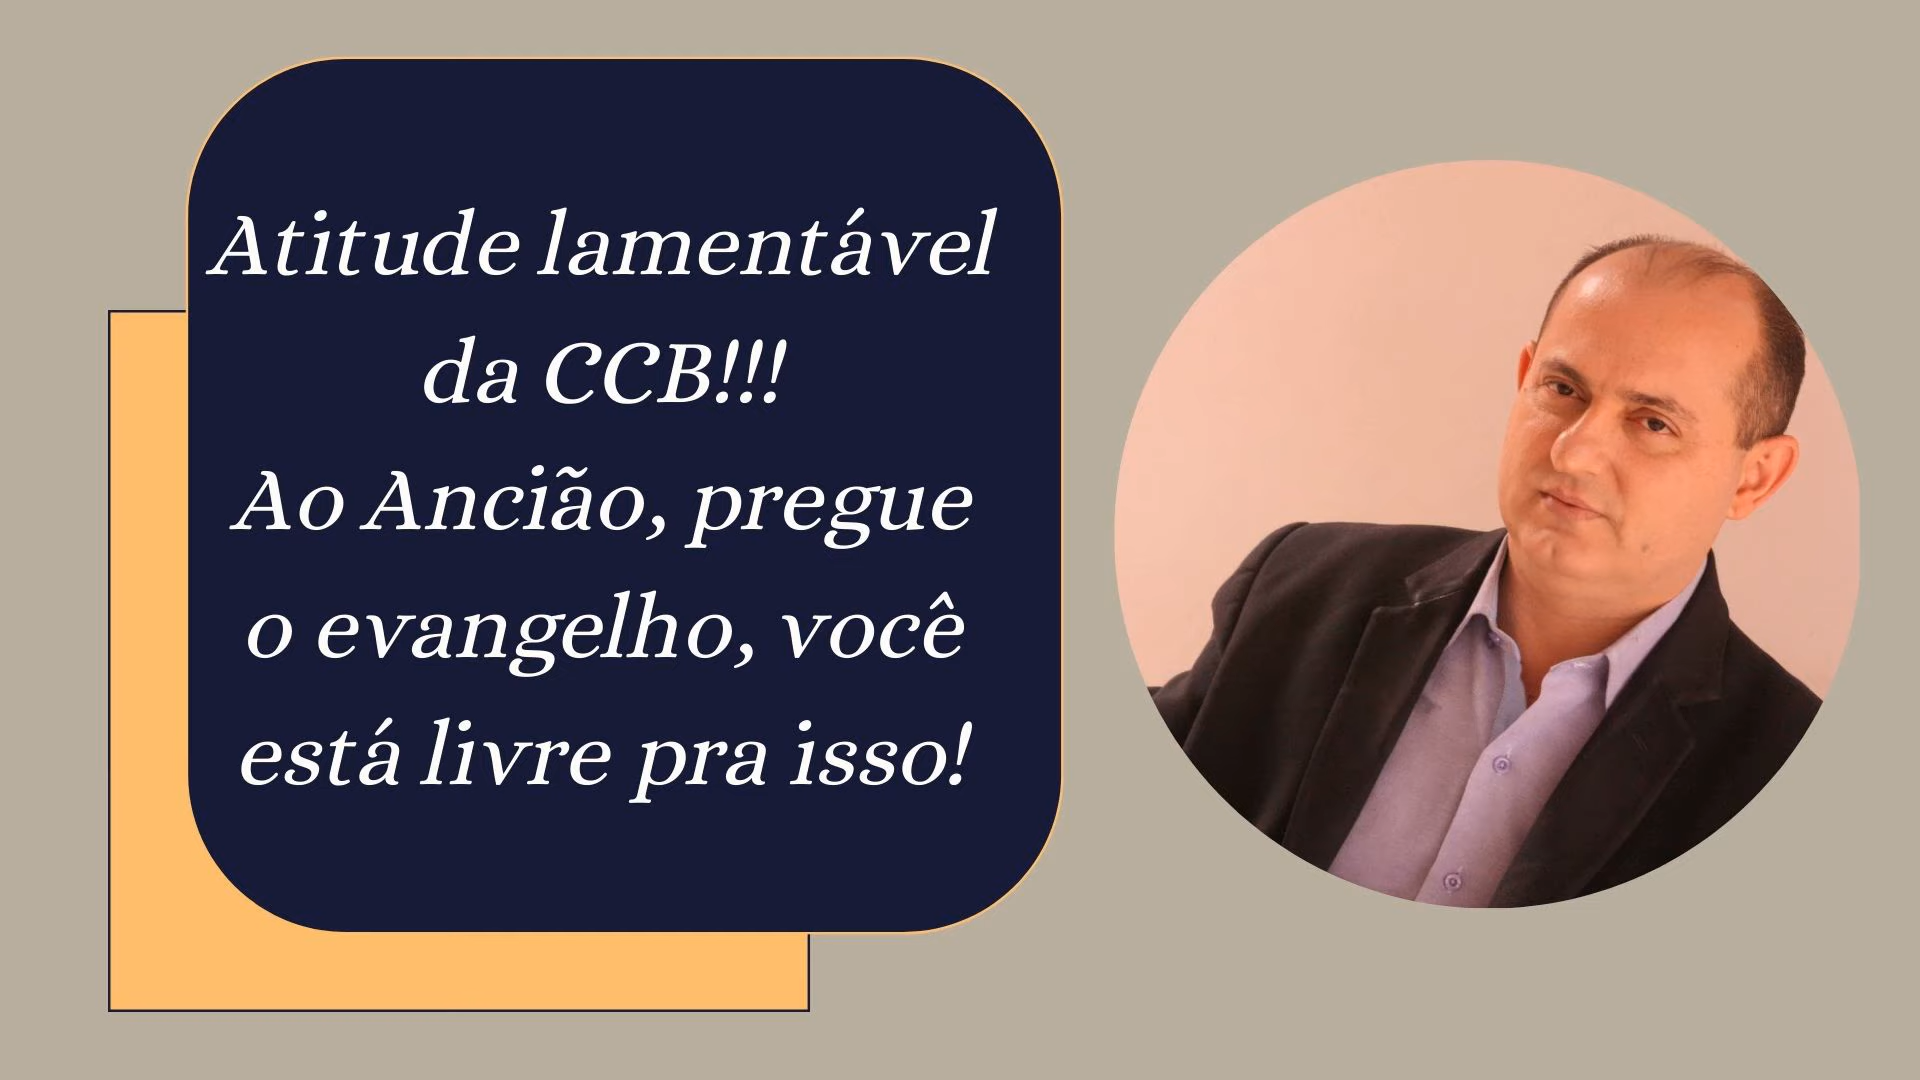 Atitude lamentável
da CCB!!!
Ao Ancião, pregue
o evangelho, você
está livre pra isso!